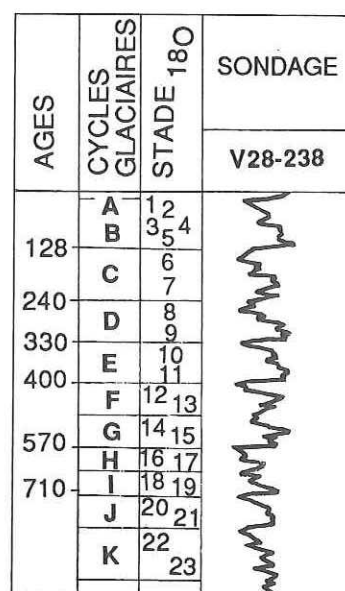 AGES
CYCLES
GLACIAIRES
STADE 18O
SONDAGE
V28-238
A 1 2
B 3 4 5
128
C 6
7
240
D 8
9
330
E 10
11
400
F 12 13
G 14 15
570
H 16 17
I 18 19
710
J 20 21
K 22
23